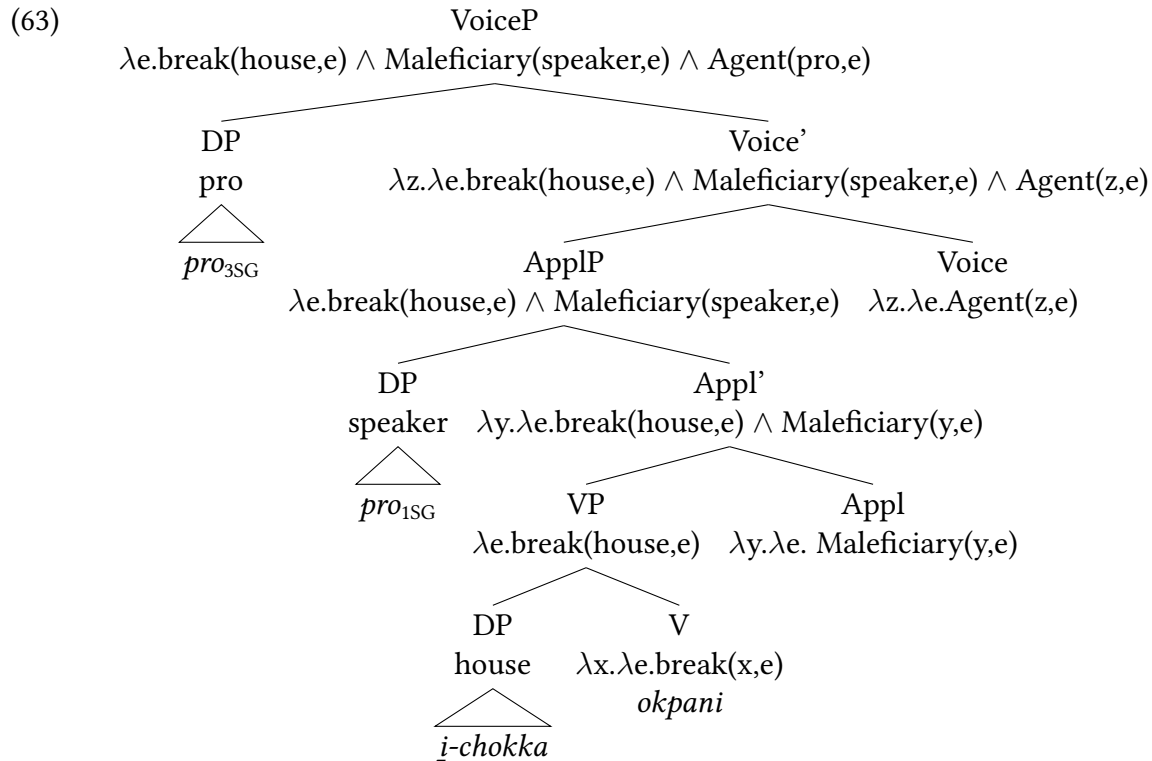 (63) VoiceP
λe.break(house,e) ∧ Maleficiary(speaker,e) ∧ Agent(pro,e)
DP Voice’
pro λz.λe.break(house,e) ∧ Maleficiary(speaker,e) ∧ Agent(z,e)
pro3SG ApplP Voice
λe.break(house,e) ∧ Maleficiary(speaker,e) λz.λe.Agent(z,e)
DP Appl’
speaker λy.λe.break(house,e) ∧ Maleficiary(y,e)
pro1SG VP Appl
λe.break(house,e) λy.λe. Maleficiary(y,e)
DP V
house λx.λe.break(x,e)
okpani
i̱-chokka